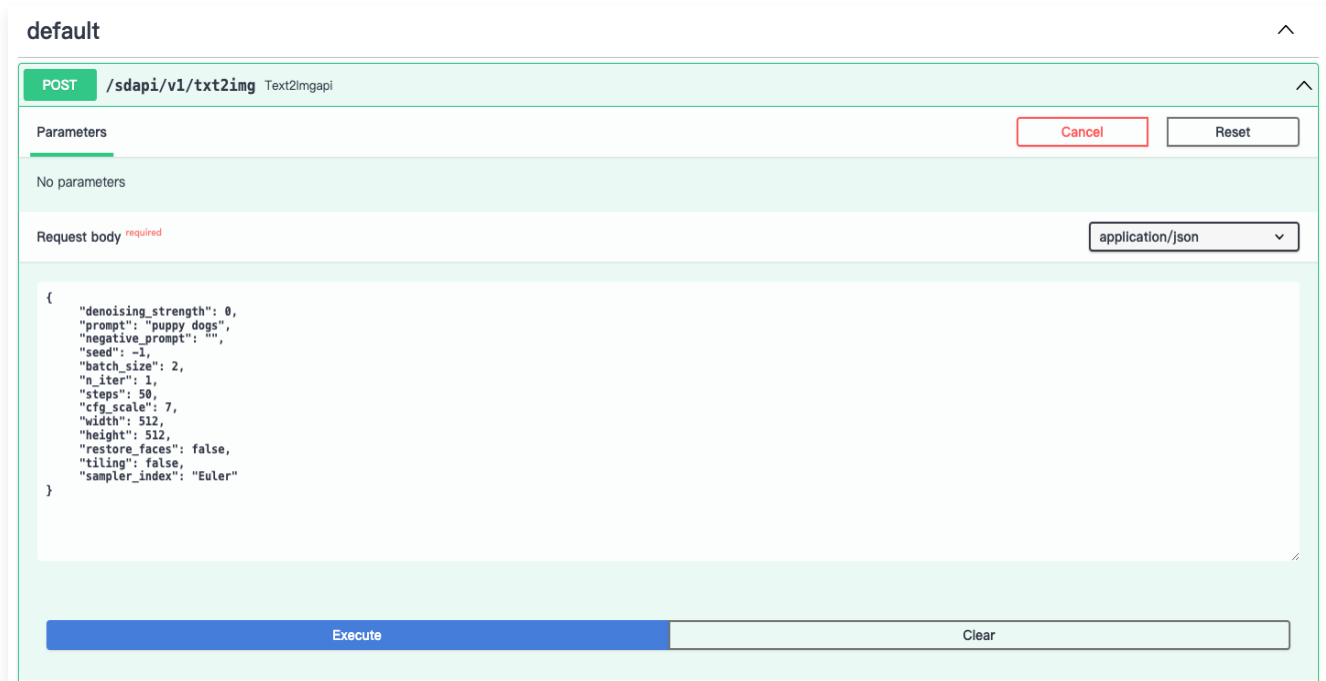 default
POST /sdapi/v1/txt2img Text2Imgapi
Parameters Cancel Reset
No parameters
Request body required application/json
{
"denoising_strength": 0,
"prompt": "puppy dogs",
"negative_prompt": "",
"seed": -1,
"batch_size": 2,
"n_iter": 1,
"steps": 50,
"cfg_scale": 7,
"width": 512,
"height": 512,
"restore_faces": false,
"tiling": false,
"sampler_index": "Euler"
}
Execute Clear